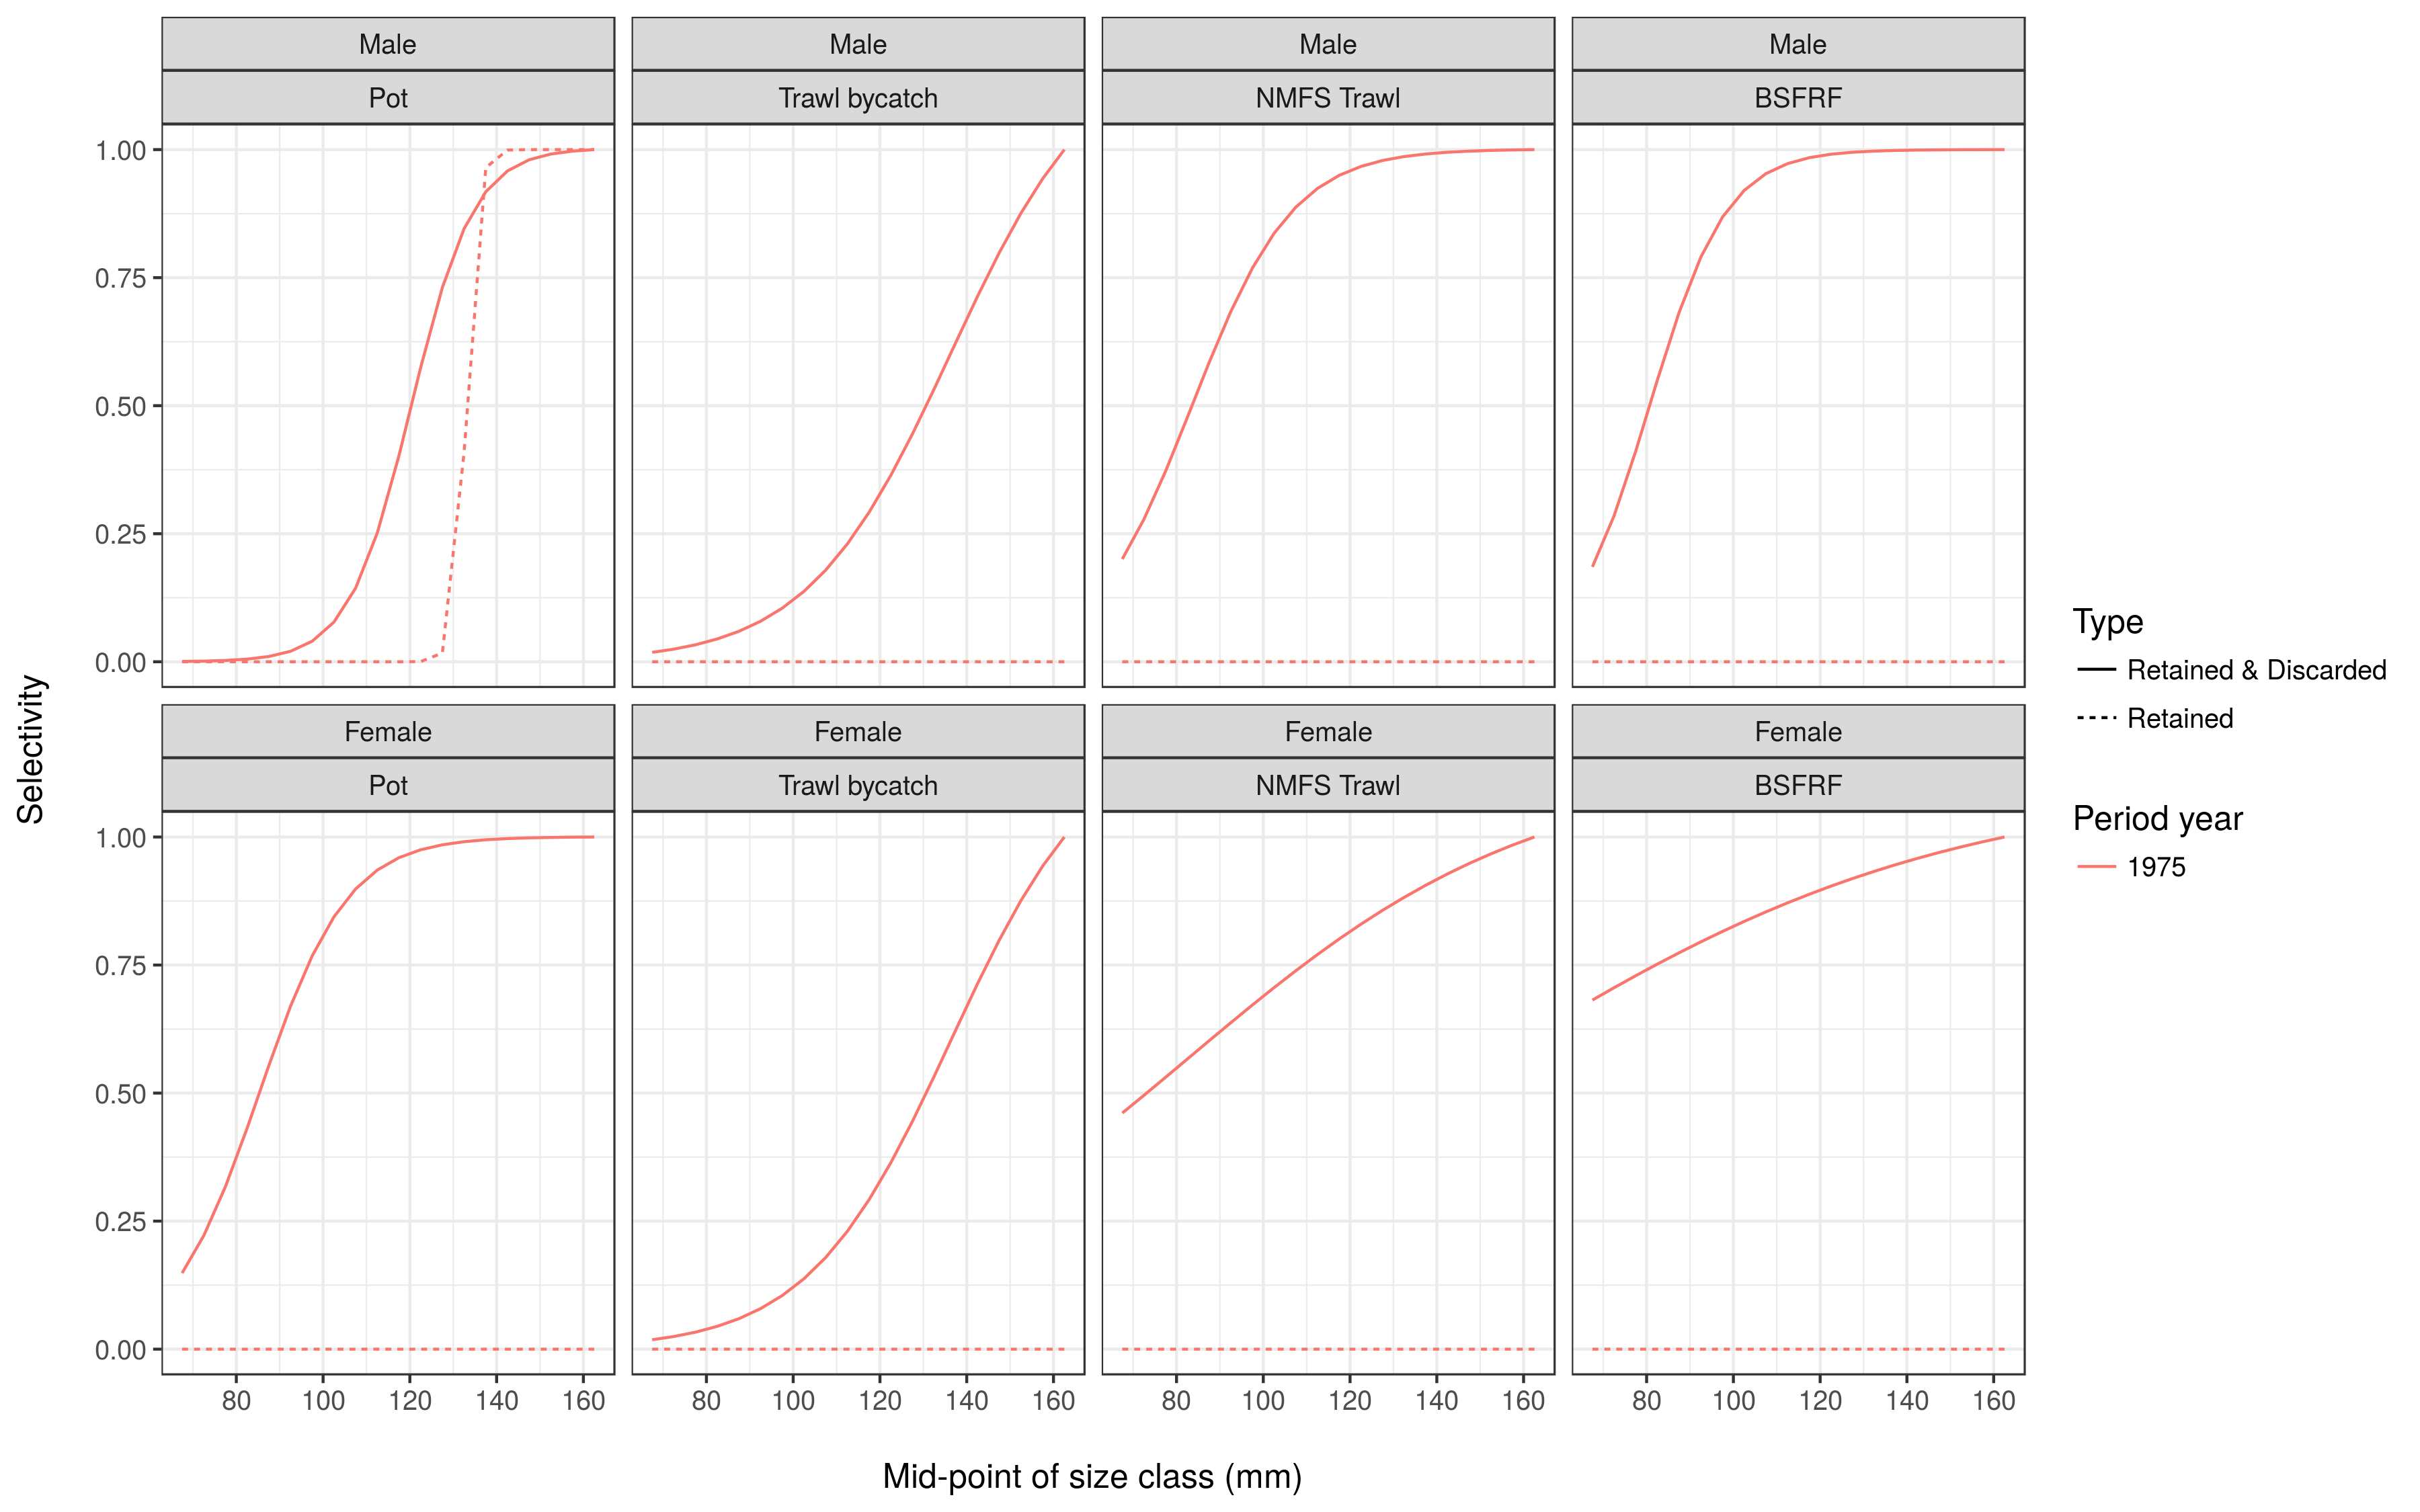 Male Male Male Male
Pot Trawl bycatch NMFS Trawl BSFRF
1.00
0.75
0.50
0.25
0.00
Female Female Female Female
Pot Trawl bycatch NMFS Trawl BSFRF
1.00
0.75
0.50
0.25
0.00
80 100 120 140 160 80 100 120 140 160 80 100 120 140 160 80 100 120 140 160
Mid-point of size class (mm)
Selectivity
Type
Retained & Discarded
Retained
Period year
1975